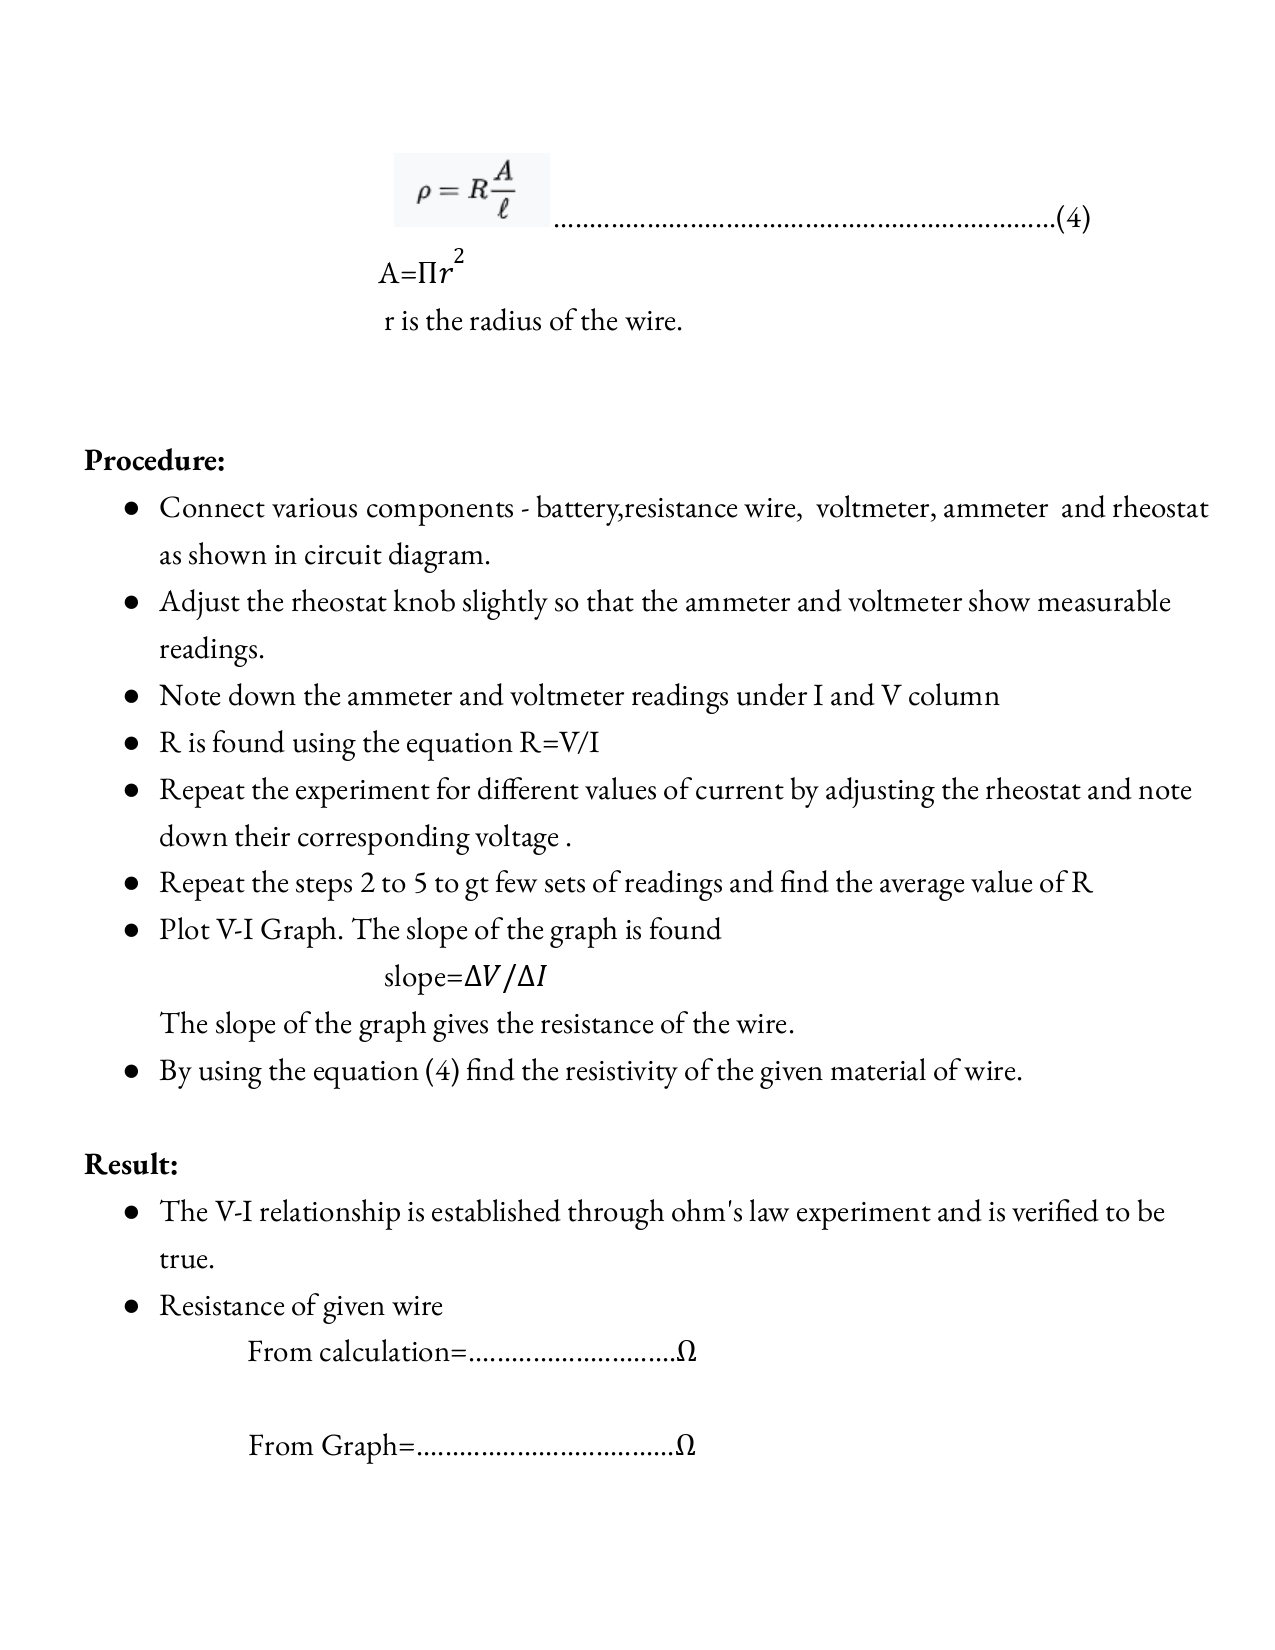 ρ = R A/ℓ ......................................................................(4)
A=Πr²
r is the radius of the wire.
Procedure:
● Connect various components - battery,resistance wire, voltmeter, ammeter and rheostat
as shown in circuit diagram.
● Adjust the rheostat knob slightly so that the ammeter and voltmeter show measurable
readings.
● Note down the ammeter and voltmeter readings under I and V column
● R is found using the equation R=V/I
● Repeat the experiment for different values of current by adjusting the rheostat and note
down their corresponding voltage .
● Repeat the steps 2 to 5 to gt few sets of readings and find the average value of R
● Plot V-I Graph. The slope of the graph is found
slope=ΔV/ΔI
The slope of the graph gives the resistance of the wire.
● By using the equation (4) find the resistivity of the given material of wire.
Result:
● The V-I relationship is established through ohm's law experiment and is verified to be
true.
● Resistance of given wire
From calculation=.............................Ω
From Graph=....................................Ω